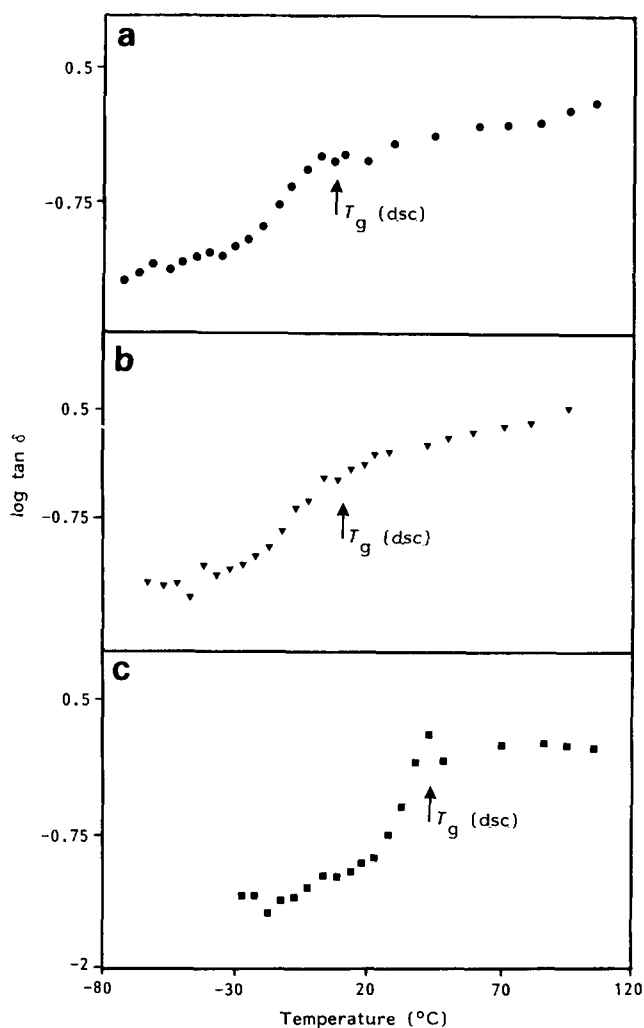 a
0.5
-0.75
Tg (dsc)
b
0.5
-0.75
Tg (dsc)
log tan δ
c
0.5
-0.75
Tg (dsc)
-2
-80 -30 20 70 120
Temperature (°C)